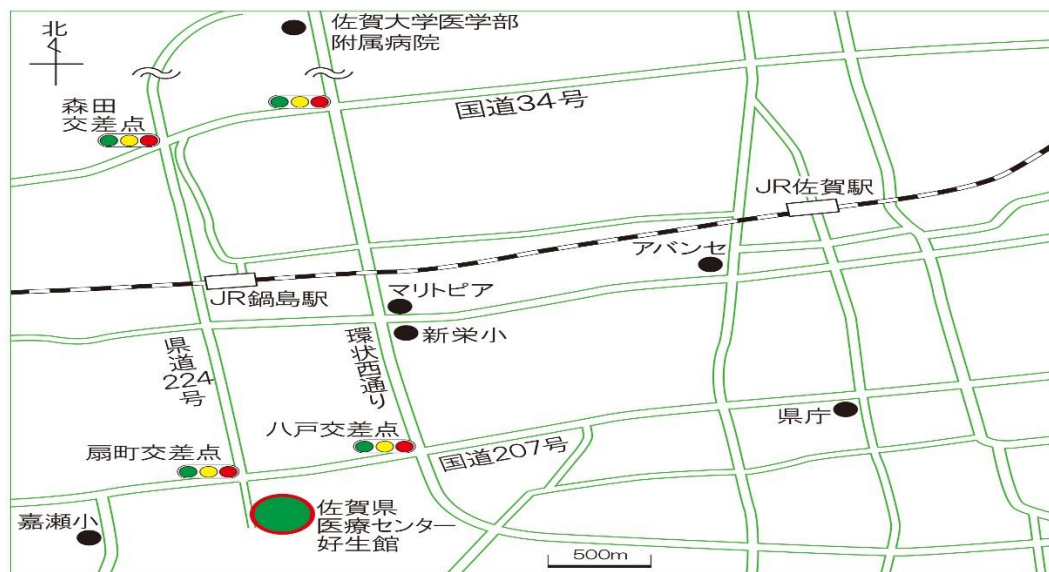 北
佐賀大学医学部
附属病院
森田
交差点
国道34号
JR佐賀駅
アバンセ
JR鍋島駅
マリトピア
新栄小
県道
224
号
環状西通り
県庁
八戸交差点
国道207号
扇町交差点
佐賀県
医療センター
好生館
嘉瀬小
500m